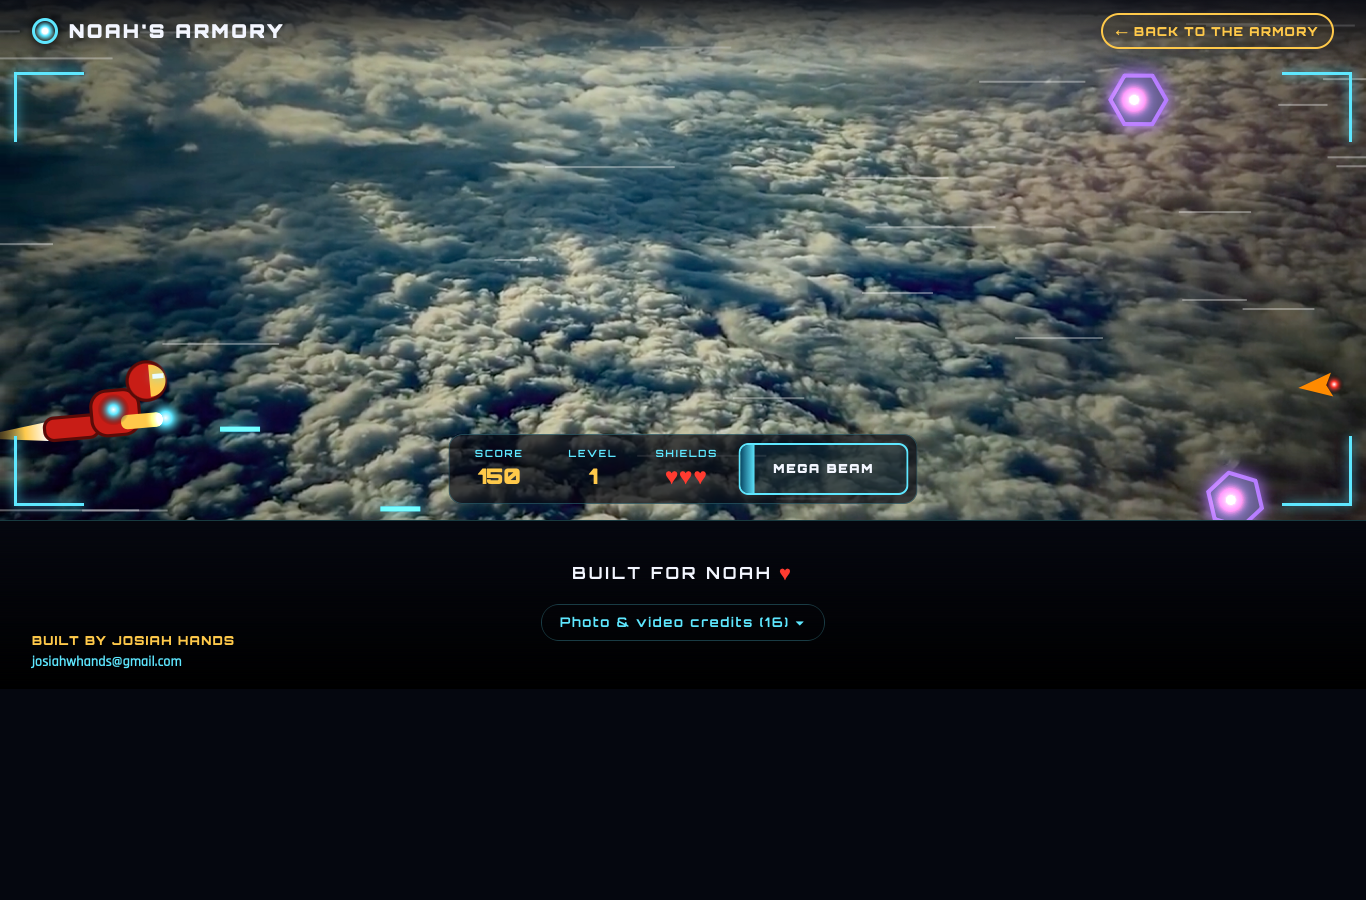 NOAH'S ARMORY
← BACK TO THE ARMORY
SCORE
150
LEVEL
1
SHIELDS
♥♥♥
MEGA BEAM
BUILT FOR NOAH ♥
Photo & video credits (16)
BUILT BY JOSIAH HANDS
josiahwhands@gmail.com